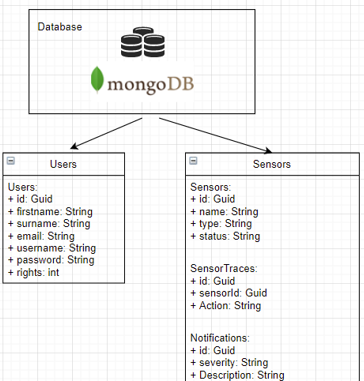 Database
mongoDB
Users
Users:
+ id: Guid
+ firstname: String
+ surname: String
+ email: String
+ username: String
+ password: String
+ rights: int
Sensors
Sensors:
+ id: Guid
+ name: String
+ type: String
+ status: String
SensorTraces:
+ id: Guid
+ sensorId: Guid
+ Action: String
Notifications:
+ id: Guid
+ severity: String
+ Description: String